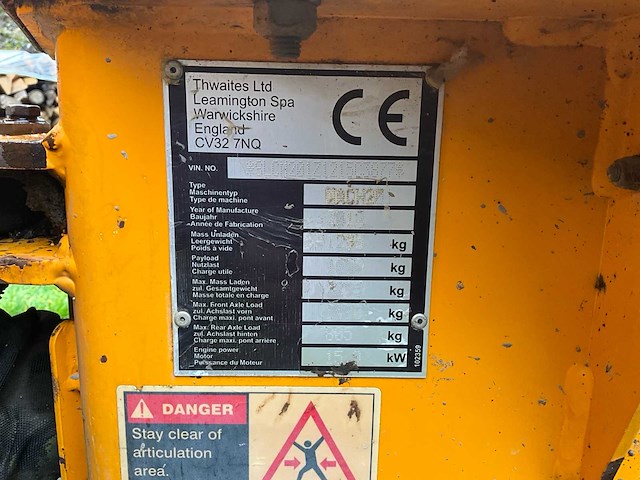 Thwaites Ltd
Leamington Spa
Warwickshire
England
CV32 7NQ
CE
VIN. NO.
Type
Maschinentyp
Type de machine
Year of Manufacture
Baujahr
Année de Fabrication
Mass Unladen
Leergewicht
Poids à vide
kg
Payload
Nutzlast
Charge utile
kg
Max. Mass Laden
zul. Gesamtgewicht
Masse totale en charge
kg
Max. Front Axle Load
zul. Achslast vorn
Charge maxi. pont avant
kg
Max. Rear Axle Load
zul. Achslast hinten
Charge maxi. pont arriére
kg
Engine power
Motor
Puissance du Moteur
kW
102359
DANGER
Stay clear of
articulation
area.